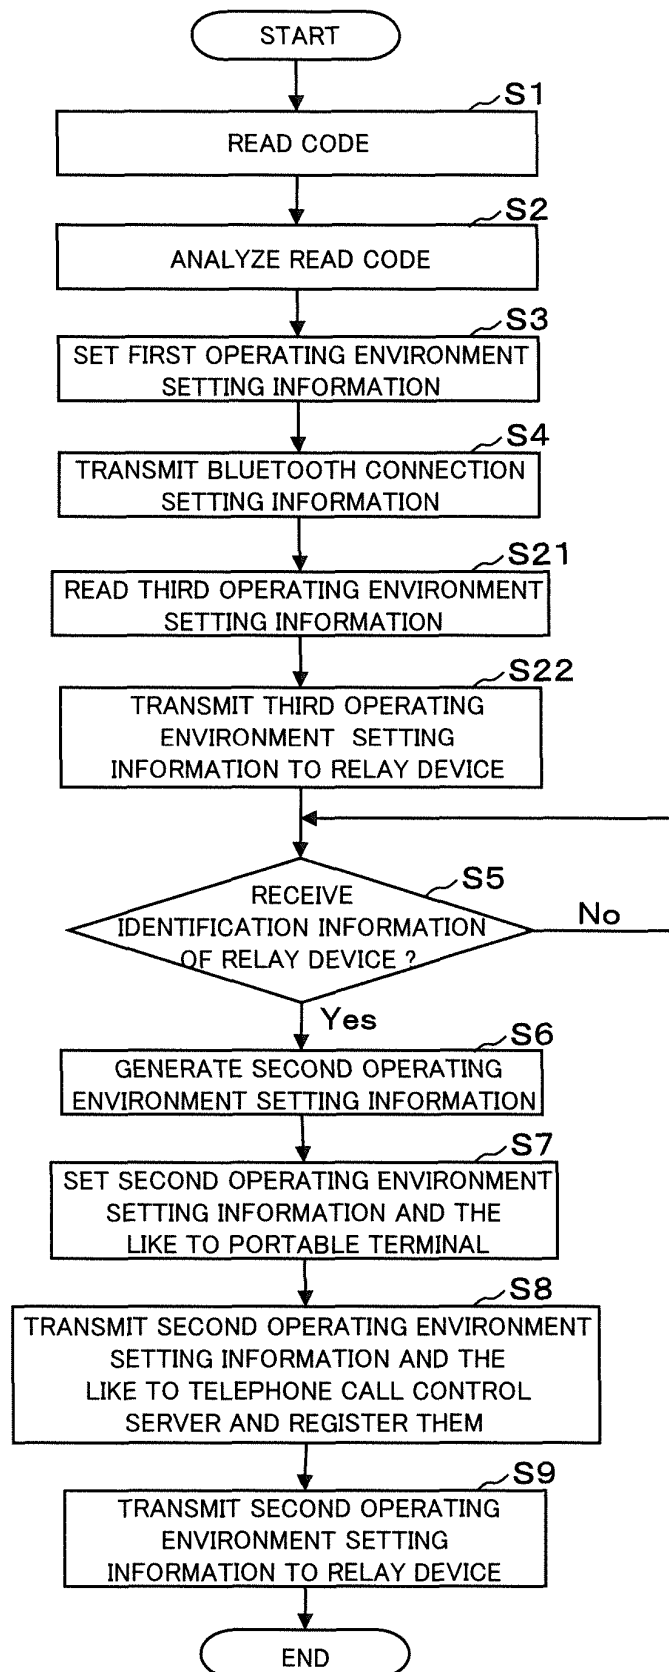 START
S1
READ CODE
S2
ANALYZE READ CODE
S3
SET FIRST OPERATING ENVIRONMENT
SETTING INFORMATION
S4
TRANSMIT BLUETOOTH CONNECTION
SETTING INFORMATION
S21
READ THIRD OPERATING ENVIRONMENT
SETTING INFORMATION
S22
TRANSMIT THIRD OPERATING
ENVIRONMENT SETTING
INFORMATION TO RELAY DEVICE
S5
RECEIVE
IDENTIFICATION INFORMATION
OF RELAY DEVICE ?
No
Yes
S6
GENERATE SECOND OPERATING
ENVIRONMENT SETTING INFORMATION
S7
SET SECOND OPERATING ENVIRONMENT
SETTING INFORMATION AND THE
LIKE TO PORTABLE TERMINAL
S8
TRANSMIT SECOND OPERATING ENVIRONMENT
SETTING INFORMATION AND THE
LIKE TO TELEPHONE CALL CONTROL
SERVER AND REGISTER THEM
S9
TRANSMIT SECOND OPERATING
ENVIRONMENT SETTING
INFORMATION TO RELAY DEVICE
END